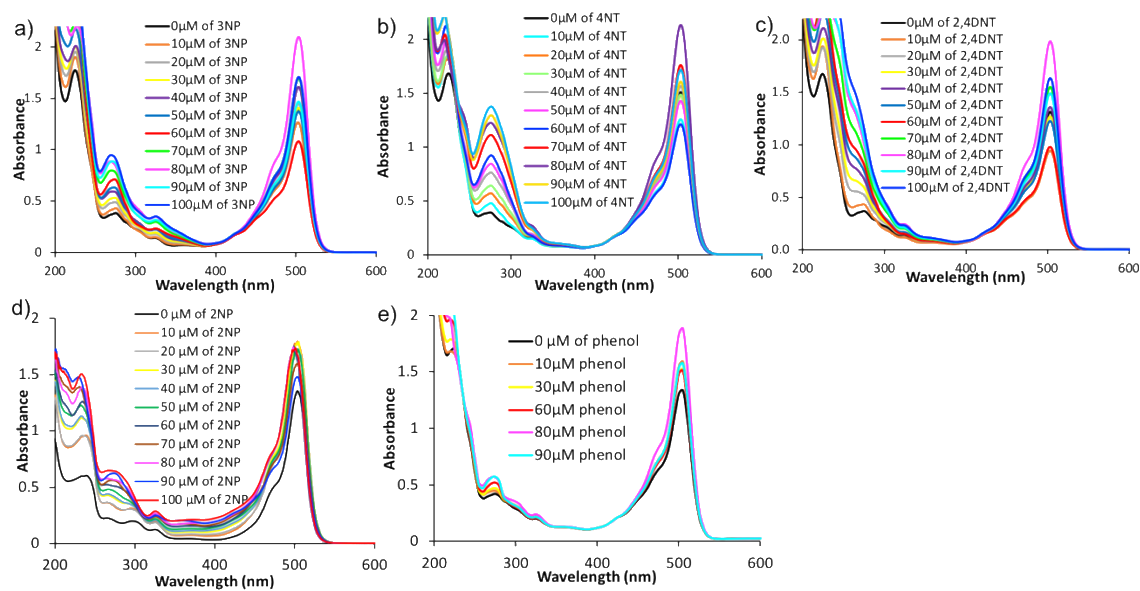 a)
2
1.5
1
0.5
0
Absorbance
200 300 400 500 600
Wavelength (nm)
0µM of 3NP
10µM of 3NP
20µM of 3NP
30µM of 3NP
40µM of 3NP
50µM of 3NP
60µM of 3NP
70µM of 3NP
80µM of 3NP
90µM of 3NP
100µM of 3NP
b)
2
1.5
1
0.5
0
Absorbance
200 300 400 500 600
Wavelength (nm)
0µM of 4NT
10µM of 4NT
20µM of 4NT
30µM of 4NT
40µM of 4NT
50µM of 4NT
60µM of 4NT
70µM of 4NT
80µM of 4NT
90µM of 4NT
100µM of 4NT
c)
2.0
1.5
1.0
0.5
0.0
Absorbance
200 300 400 500 600
Wavelength (nm)
0µM of 2,4DNT
10µM of 2,4DNT
20µM of 2,4DNT
30µM of 2,4DNT
40µM of 2,4DNT
50µM of 2,4DNT
60µM of 2,4DNT
70µM of 2,4DNT
80µM of 2,4DNT
90µM of 2,4DNT
100µM of 2,4DNT
d)
2
1.5
1
0.5
0
Absorbance
200 300 400 500 600
Wavelength (nm)
0 µM of 2NP
10 µM of 2NP
20 µM of 2NP
30 µM of 2NP
40 µM of 2NP
50 µM of 2NP
60 µM of 2NP
70 µM of 2NP
80 µM of 2NP
90 µM of 2NP
100 µM of 2NP
e)
2
1.5
1
0.5
0
Absorbance
200 300 400 500 600
Wavelength (nm)
0 µM of phenol
10µM phenol
30µM phenol
60µM phenol
80µM phenol
90µM phenol